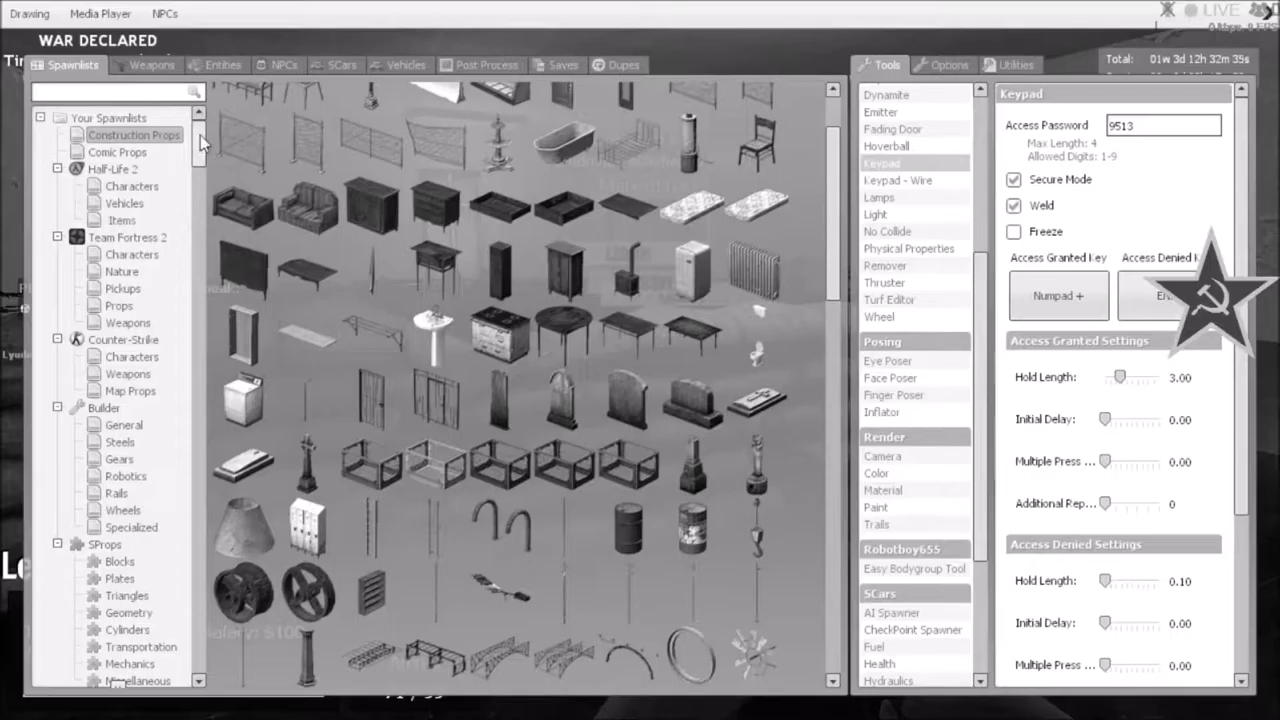 Drawing Media Player NPCs
LIVE
WAR DECLARED
Spawnlists Weapons Entities NPCs SCars Vehicles Post Process Saves Dupes
Tools Options Utilities
Total: 01w 3d 12h 32m 35s
Your Spawnlists
Construction Props
Comic Props
Half-Life 2
Characters
Vehicles
Items
Team Fortress 2
Characters
Nature
Pickups
Props
Weapons
Counter-Strike
Characters
Weapons
Map Props
Builder
General
Steels
Gears
Robotics
Rails
Wheels
Specialized
SProps
Blocks
Plates
Triangles
Geometry
Cylinders
Transportation
Mechanics
Miscellaneous
Dynamite
Emitter
Fading Door
Hoverball
Keypad
Keypad - Wire
Lamps
Light
No Collide
Physical Properties
Remover
Thruster
Turf Editor
Wheel
Posing
Eye Poser
Face Poser
Finger Poser
Inflator
Render
Camera
Color
Material
Paint
Trails
Robotboy655
Easy Bodygroup Tool
SCars
AI Spawner
CheckPoint Spawner
Fuel
Health
Hydraulics
Keypad
Access Password 9513
Max Length: 4
Allowed Digits: 1-9
Secure Mode
Weld
Freeze
Access Granted Key Access Denied K
Numpad +
Access Granted Settings
Hold Length: 3.00
Initial Delay: 0.00
Multiple Press ... 0.00
Additional Rep... 0
Access Denied Settings
Hold Length: 0.10
Initial Delay: 0.00
Multiple Press ... 0.00